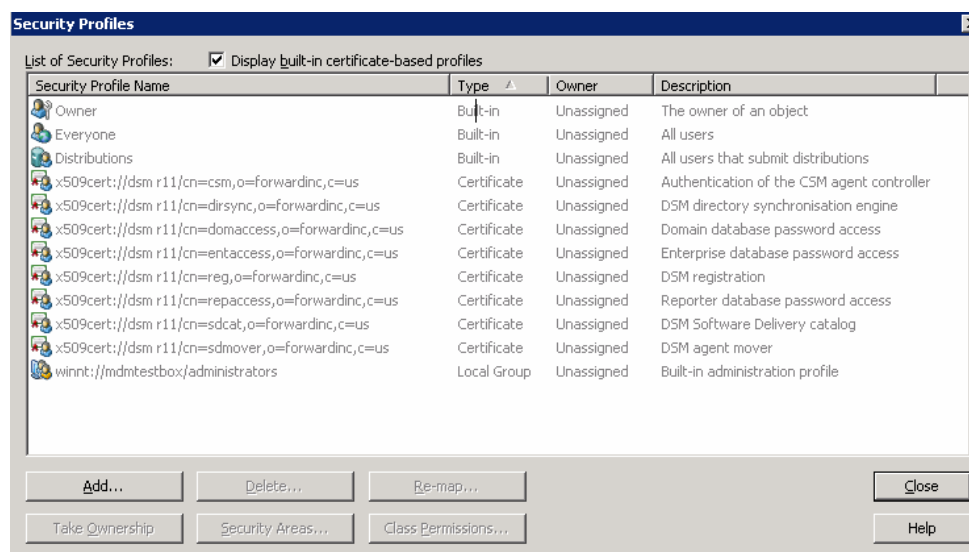 Security Profiles
List of Security Profiles: Display built-in certificate-based profiles
Security Profile Name Type Owner Description
Owner Built-in Unassigned The owner of an object
Everyone Built-in Unassigned All users
Distributions Built-in Unassigned All users that submit distributions
x509cert://dsm r11/cn=csm,o=forwardinc,c=us Certificate Unassigned Authentication of the CSM agent controller
x509cert://dsm r11/cn=dirsync,o=forwardinc,c=us Certificate Unassigned DSM directory synchronisation engine
x509cert://dsm r11/cn=domaccess,o=forwardinc,c=us Certificate Unassigned Domain database password access
x509cert://dsm r11/cn=entaccess,o=forwardinc,c=us Certificate Unassigned Enterprise database password access
x509cert://dsm r11/cn=reg,o=forwardinc,c=us Certificate Unassigned DSM registration
x509cert://dsm r11/cn=repaccess,o=forwardinc,c=us Certificate Unassigned Reporter database password access
x509cert://dsm r11/cn=sdcat,o=forwardinc,c=us Certificate Unassigned DSM Software Delivery catalog
x509cert://dsm r11/cn=sdmover,o=forwardinc,c=us Certificate Unassigned DSM agent mover
winnt://mdmtestbox/administrators Local Group Unassigned Built-in administration profile
Add... Delete... Re-map... Close
Take Ownership Security Areas... Class Permissions... Help